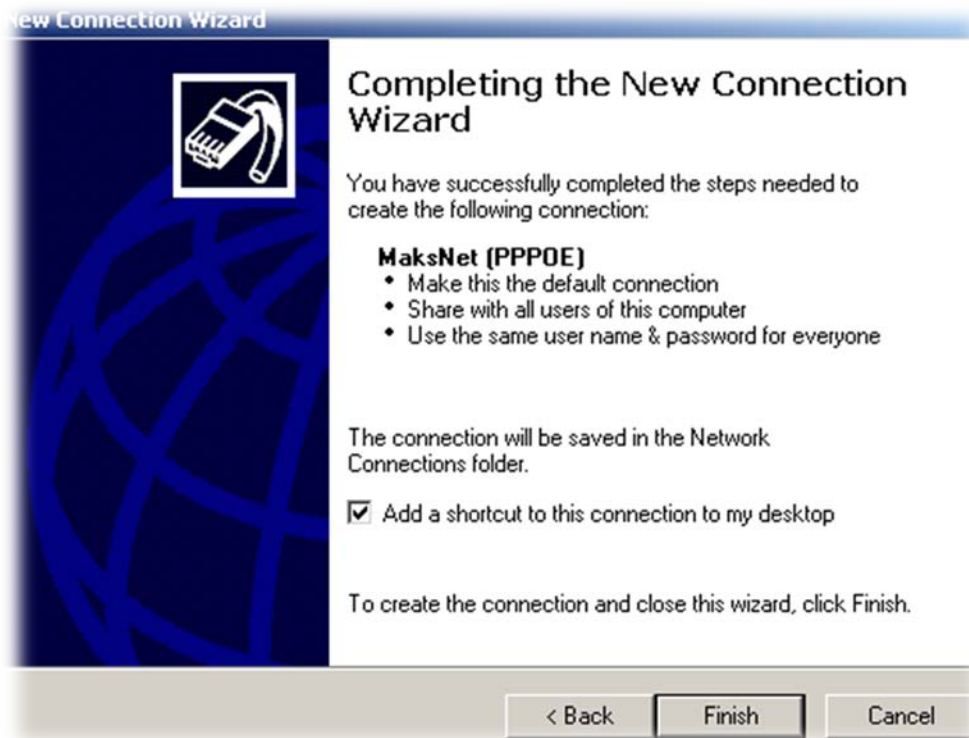 New Connection Wizard
Completing the New Connection
Wizard
You have successfully completed the steps needed to
create the following connection:
MaksNet (PPPOE)
• Make this the default connection
• Share with all users of this computer
• Use the same user name & password for everyone
The connection will be saved in the Network
Connections folder.
Add a shortcut to this connection to my desktop
To create the connection and close this wizard, click Finish.
< Back Finish Cancel